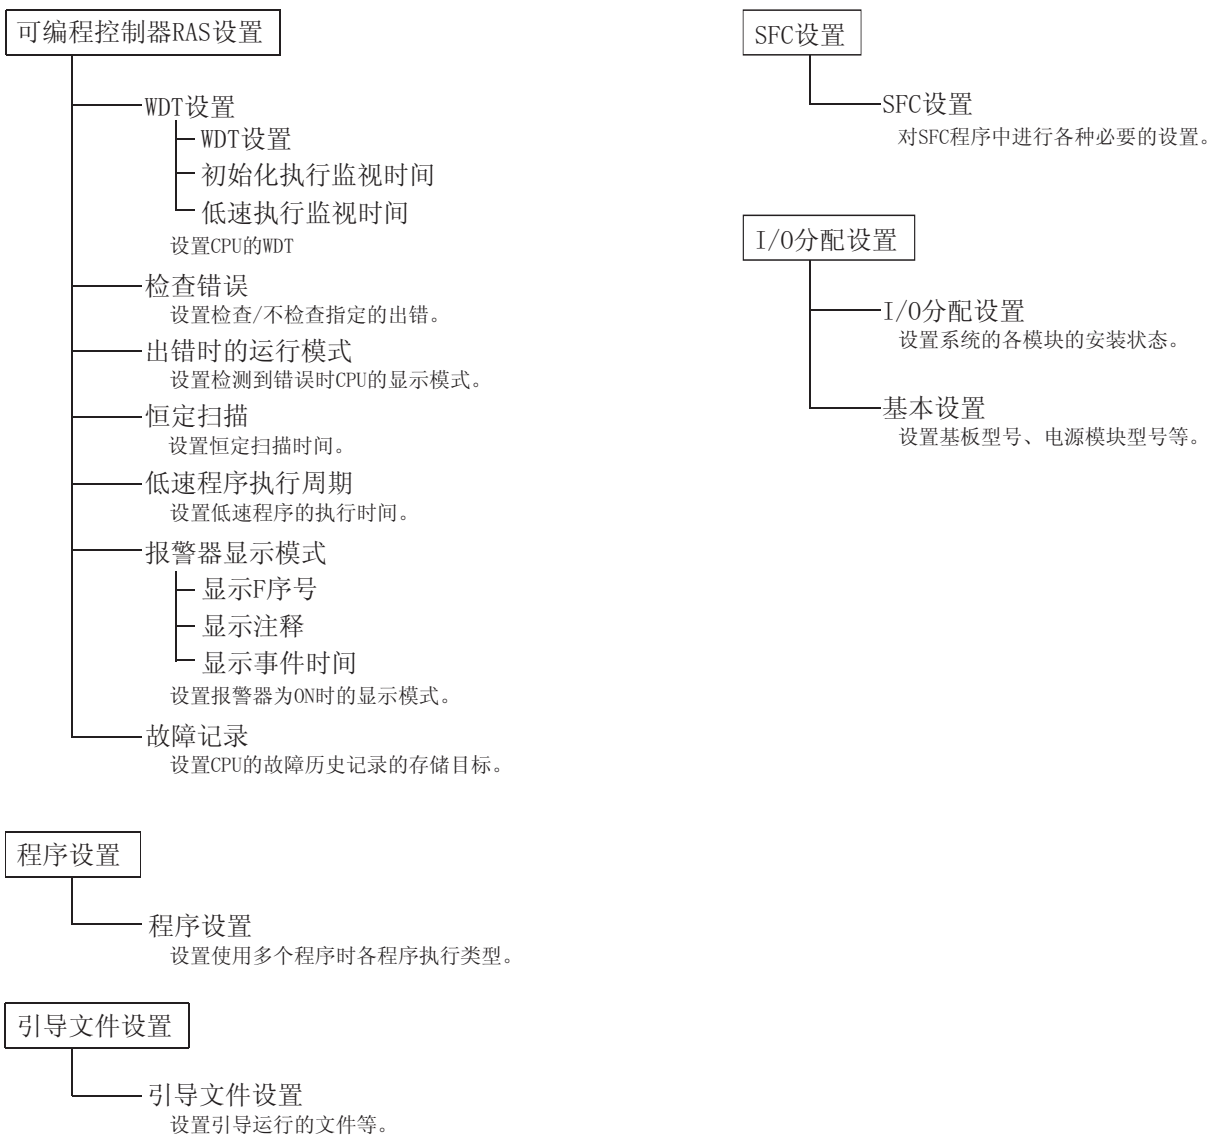 可编程控制器RAS设置
WDT设置
WDT设置
初始化执行监视时间
低速执行监视时间
设置CPU的WDT
检查错误
设置检查/不检查指定的出错。
出错时的运行模式
设置检测到错误时CPU的显示模式。
恒定扫描
设置恒定扫描时间。
低速程序执行周期
设置低速程序的执行时间。
报警器显示模式
显示F序号
显示注释
显示事件时间
设置报警器为ON时的显示模式。
故障记录
设置CPU的故障历史记录的存储目标。
程序设置
程序设置
设置使用多个程序时各程序执行类型。
引导文件设置
引导文件设置
设置引导运行的文件等。
SFC设置
SFC设置
对SFC程序中进行各种必要的设置。
I/O分配设置
I/O分配设置
设置系统的各模块的安装状态。
基本设置
设置基板型号、电源模块型号等。